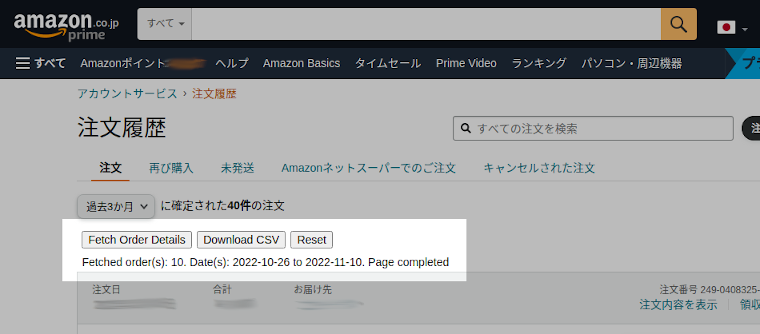 amazon.co.jp
prime
すべて
すべて Amazonポイント ヘルプ Amazon Basics タイムセール Prime Video ランキング パソコン・周辺機器
アカウントサービス › 注文履歴
注文履歴
すべての注文を検索
注文 再び購入 未発送 Amazonネットスーパーでのご注文 キャンセルされた注文
過去3か月 に確定された40件の注文
Fetch Order Details Download CSV Reset
Fetched order(s): 10. Date(s): 2022-10-26 to 2022-11-10. Page completed
注文日 合計 お届け先 注文番号 249-0408325-
注文内容を表示 領収